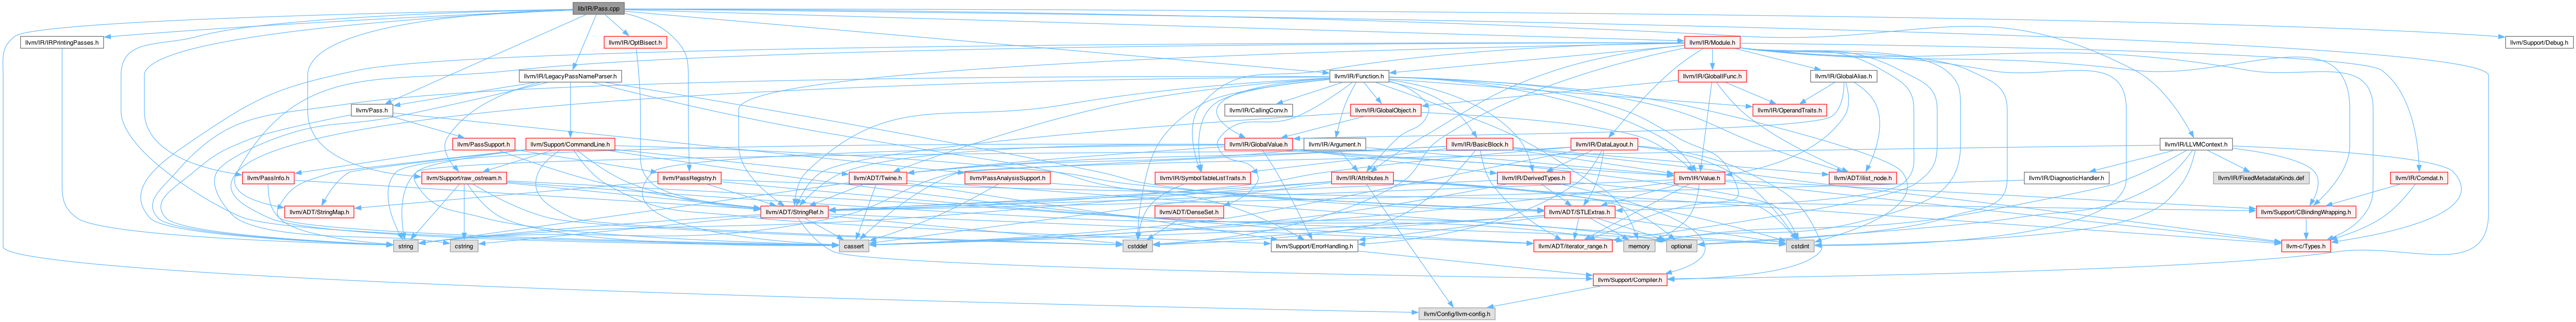 lib/IR/Pass.cpp
llvm/IR/IRPrintingPasses.h
llvm/IR/OptBisect.h
llvm/IR/Module.h
llvm/Support/Debug.h
llvm/IR/LegacyPassNameParser.h
llvm/IR/Function.h
llvm/IR/GlobalIFunc.h
llvm/IR/GlobalAlias.h
llvm/Pass.h
llvm/IR/CallingConv.h
llvm/IR/GlobalObject.h
llvm/IR/OperandTraits.h
llvm/PassSupport.h
llvm/Support/CommandLine.h
llvm/IR/GlobalValue.h
llvm/IR/Argument.h
llvm/IR/BasicBlock.h
llvm/IR/DataLayout.h
llvm/IR/LLVMContext.h
llvm/PassInfo.h
llvm/Support/raw_ostream.h
llvm/PassRegistry.h
llvm/ADT/Twine.h
llvm/PassAnalysisSupport.h
llvm/IR/SymbolTableListTraits.h
llvm/IR/Attributes.h
llvm/IR/DerivedTypes.h
llvm/IR/Value.h
llvm/ADT/ilist_node.h
llvm/IR/DiagnosticHandler.h
llvm/IR/FixedMetadataKinds.def
llvm/IR/Comdat.h
llvm/ADT/StringMap.h
llvm/ADT/StringRef.h
llvm/ADT/DenseSet.h
llvm/ADT/STLExtras.h
llvm/Support/CBindingWrapping.h
string
cstring
cassert
cstddef
llvm/Support/ErrorHandling.h
llvm/ADT/iterator_range.h
memory
optional
cstdint
llvm-c/Types.h
llvm/Support/Compiler.h
llvm/Config/llvm-config.h